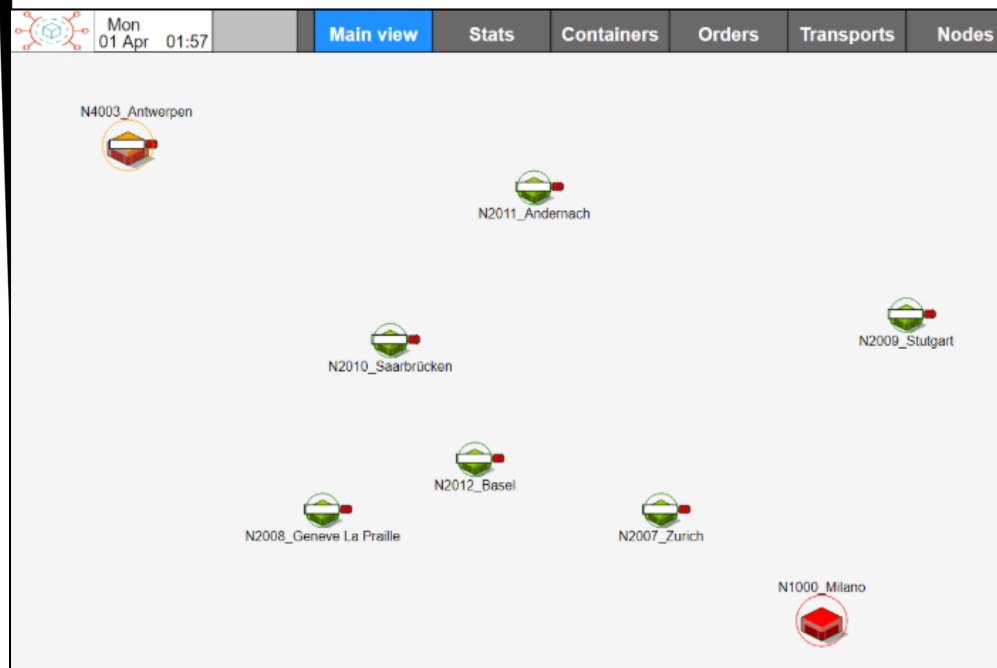 Mon
01 Apr 01:57
Main view Stats Containers Orders Transports Nodes
N4003_Antwerpen
N2011_Andernach
N2009_Stutgart
N2010_Saarbrücken
N2012_Basel
N2008_Geneve La Praille
N2007_Zurich
N1000_Milano